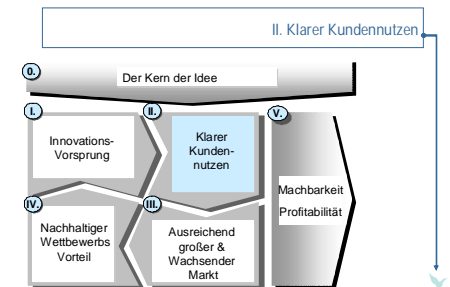 II. Klarer Kundennutzen
0.
Der Kern der Idee
I.
Innovations-
Vorsprung
II.
Klarer
Kunden-
nutzen
V.
Machbarkeit
Profitabilität
IV.
Nachhaltiger
Wettbewerbs
Vorteil
III.
Ausreichend
großer &
Wachsender
Markt